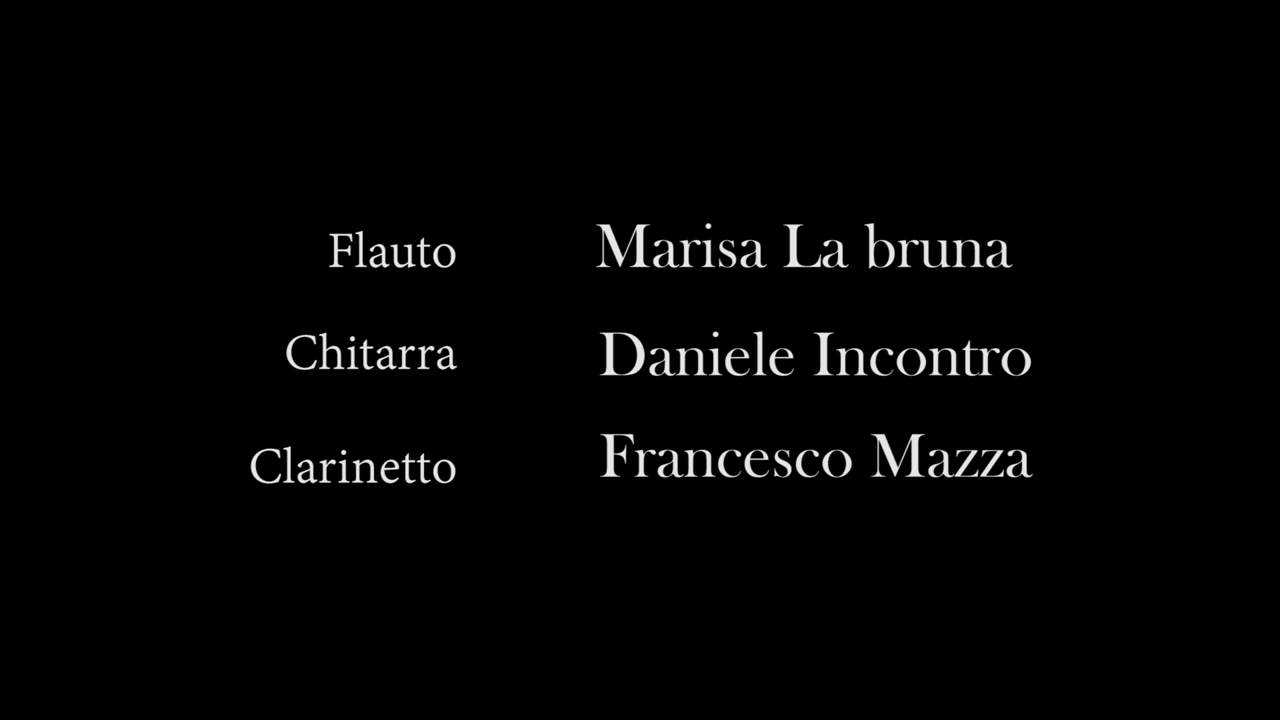 Flauto Marisa La bruna
Chitarra Daniele Incontro
Clarinetto Francesco Mazza